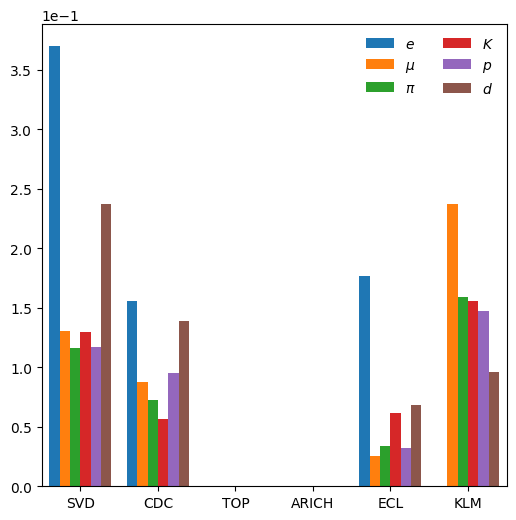 1e−1
e
K
μ
p
π
d
3.5
3.0
2.5
2.0
1.5
1.0
0.5
0.0
SVD CDC TOP ARICH ECL KLM